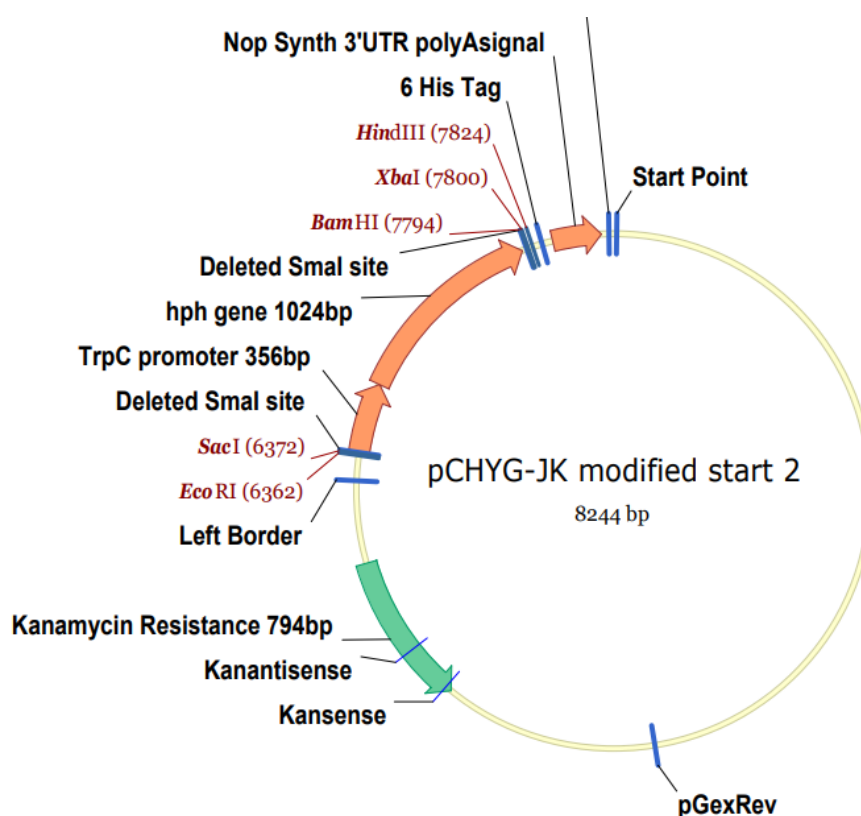 Nop Synth 3'UTR polyAsignal
6 His Tag
HindIII (7824)
XbaI (7800)
Start Point
BamHI (7794)
Deleted SmaI site
hph gene 1024bp
TrpC promoter 356bp
Deleted SmaI site
SacI (6372)
pCHYG-JK modified start 2
EcoRI (6362)
8244 bp
Left Border
Kanamycin Resistance 794bp
Kanantisense
Kansense
pGexRev